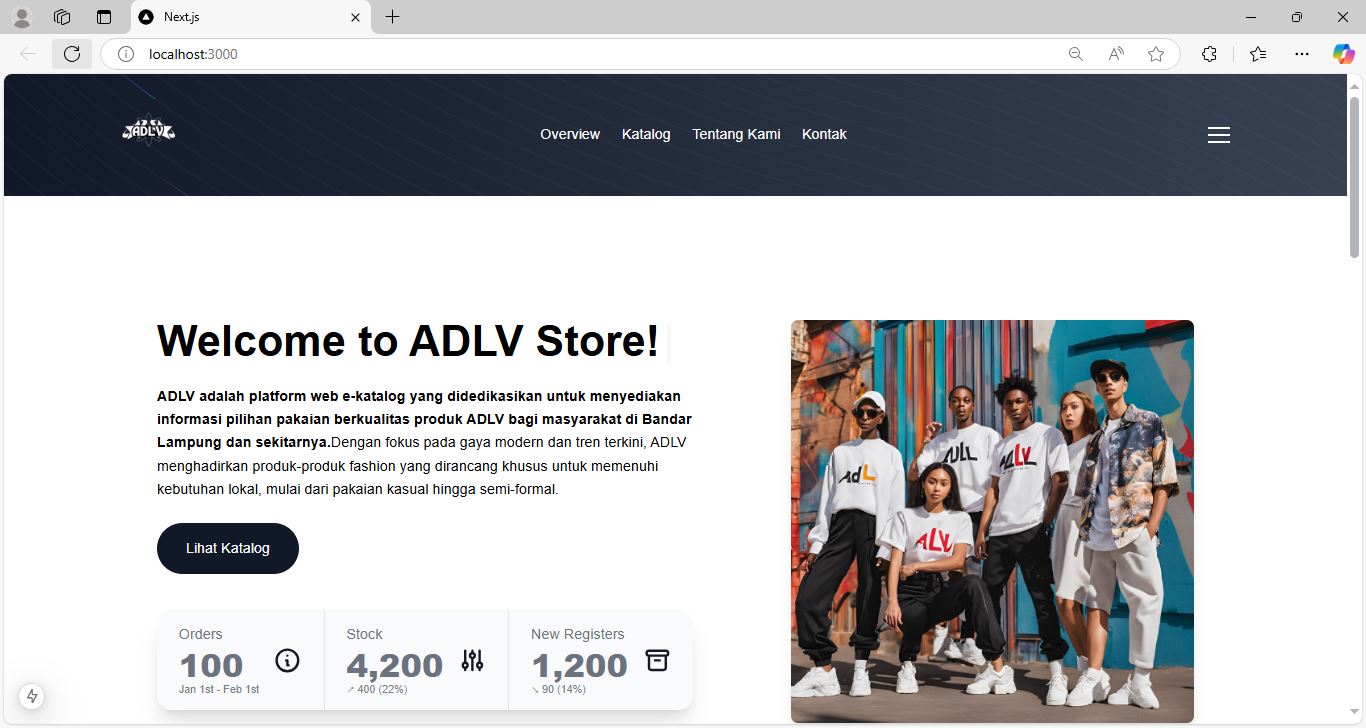 Next.js
localhost:3000
ADLV
Overview Katalog Tentang Kami Kontak
Welcome to ADLV Store!
ADLV adalah platform web e-katalog yang didedikasikan untuk menyediakan
informasi pilihan pakaian berkualitas produk ADLV bagi masyarakat di Bandar
Lampung dan sekitarnya.Dengan fokus pada gaya modern dan tren terkini, ADLV
menghadirkan produk-produk fashion yang dirancang khusus untuk memenuhi
kebutuhan lokal, mulai dari pakaian kasual hingga semi-formal.
Lihat Katalog
Orders
100
Jan 1st - Feb 1st
Stock
4,200
↗ 400 (22%)
New Registers
1,200
↘ 90 (14%)
AdL
ADLV